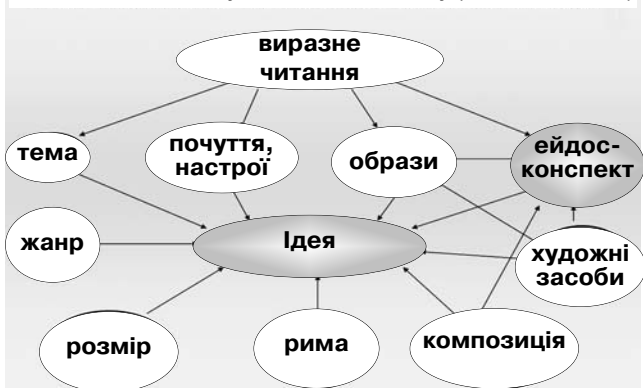 виразне
читання
тема
почуття,
настрої
образи
ейдос-
конспект
жанр
Ідея
художні
засоби
розмір
рима
композиція